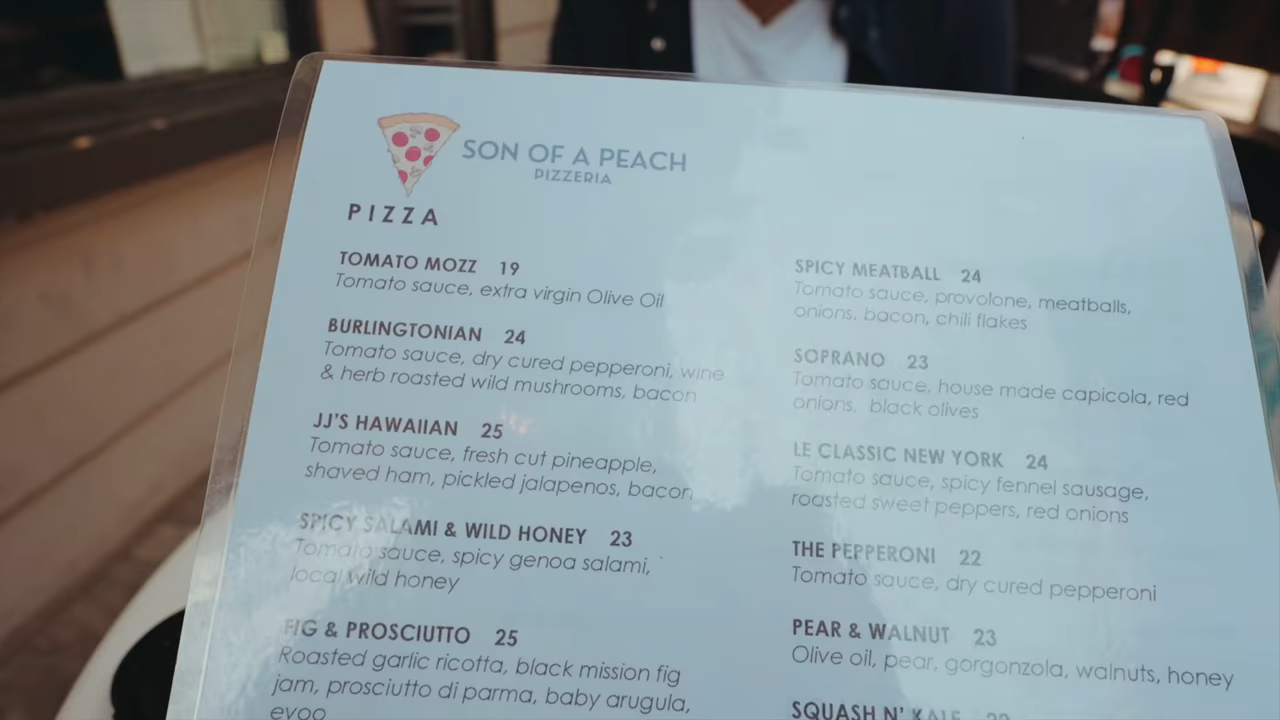 SON OF A PEACH
PIZZERIA
PIZZA
TOMATO MOZZ 19
Tomato sauce, extra virgin Olive Oil
BURLINGTONIAN 24
Tomato sauce, dry cured pepperoni, wine
& herb roasted wild mushrooms, bacon
JJ'S HAWAIIAN 25
Tomato sauce, fresh cut pineapple,
shaved ham, pickled jalapenos, bacon
SPICY SALAMI & WILD HONEY 23
Tomato sauce, spicy genoa salami,
local wild honey
FIG & PROSCIUTTO 25
Roasted garlic ricotta, black mission fig
jam, prosciutto di parma, baby arugula,
evoo
SPICY MEATBALL 24
Tomato sauce, provolone, meatballs,
onions, bacon, chili flakes
SOPRANO 23
Tomato sauce, house made capicola, red
onions, black olives
LE CLASSIC NEW YORK 24
Tomato sauce, spicy fennel sausage,
roasted sweet peppers, red onions
THE PEPPERONI 22
Tomato sauce, dry cured pepperoni
PEAR & WALNUT 23
Olive oil, pear, gorgonzola, walnuts, honey
SQUASH N' KALE